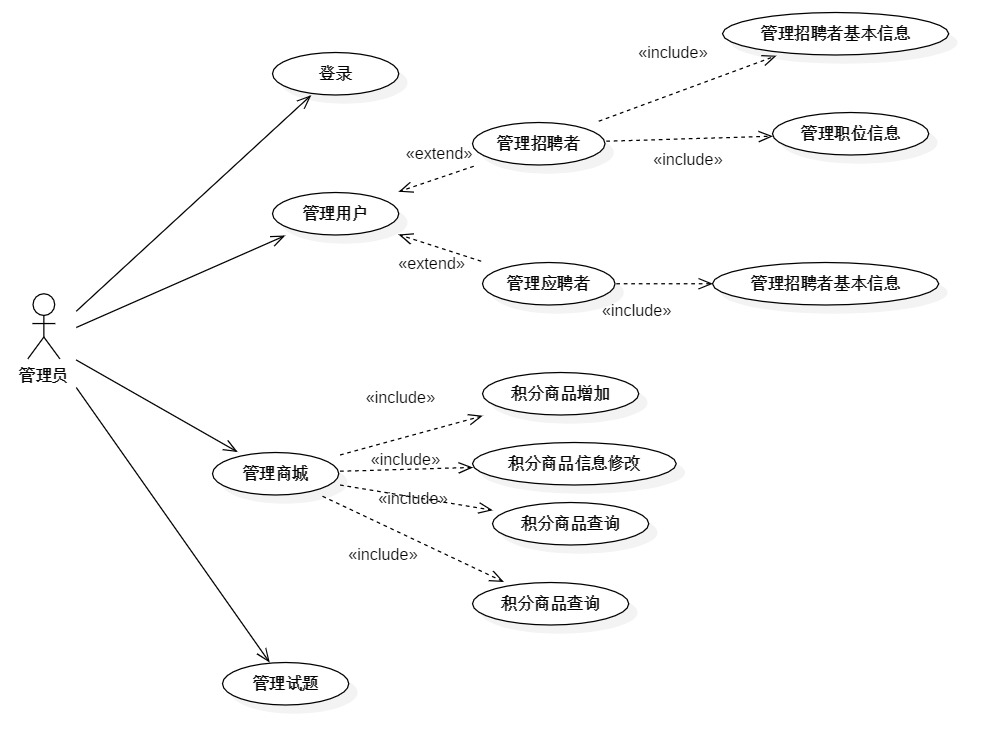 管理招聘者基本信息
«include»
登录
管理职位信息
管理招聘者
«extend»
«include»
管理用户
«extend»
管理应聘者
管理招聘者基本信息
«include»
管理员
积分商品增加
«include»
«include»
积分商品信息修改
管理商城
«include»
积分商品查询
«include»
积分商品查询
管理试题